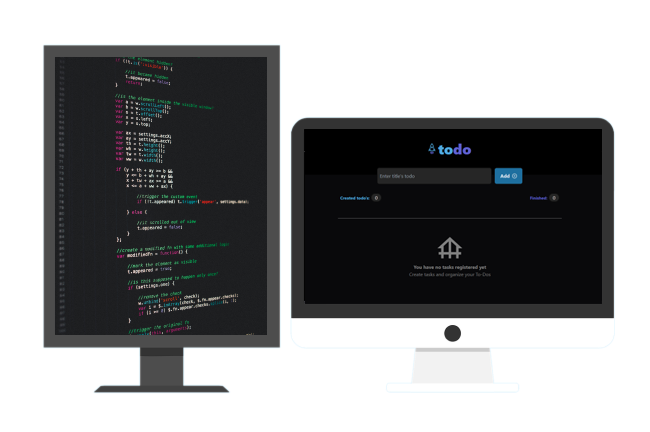 if (!t.is(':visible')) {
//it became hidden
t.appeared = false;
return;
}
//is the element inside the visible window
var a = w.scrollLeft();
var b = w.scrollTop();
var o = t.offset();
var x = o.left;
var y = o.top;
var ax = settings.accX;
var ay = settings.accY;
var th = t.height();
var wh = w.height();
var tw = t.width();
var ww = w.width();
if (y + th + ay >= b &&
y <= b + wh + ay &&
x + tw + ax >= a &&
x <= a + ww + ax) {
//trigger the custom event
if (!t.appeared) t.trigger('appear', settings.data);
} else {
//it scrolled out of view
t.appeared = false;
}
};
//create a modified fn with some additional logic
var modifiedFn = function() {
//mark the element as visible
t.appeared = true;
//is this supposed to happen only once?
if (settings.one) {
//remove the check
w.unbind('scroll', check);
var i = $.inArray(check, $.fn.appear.checks);
if (i >= 0) $.fn.appear.checks.splice(i, 1);
}
//trigger the original fn
todo
Enter title's todo
Add
Created todo's 0
Finished 0
You have no tasks registered yet
Create tasks and organize your To-Dos